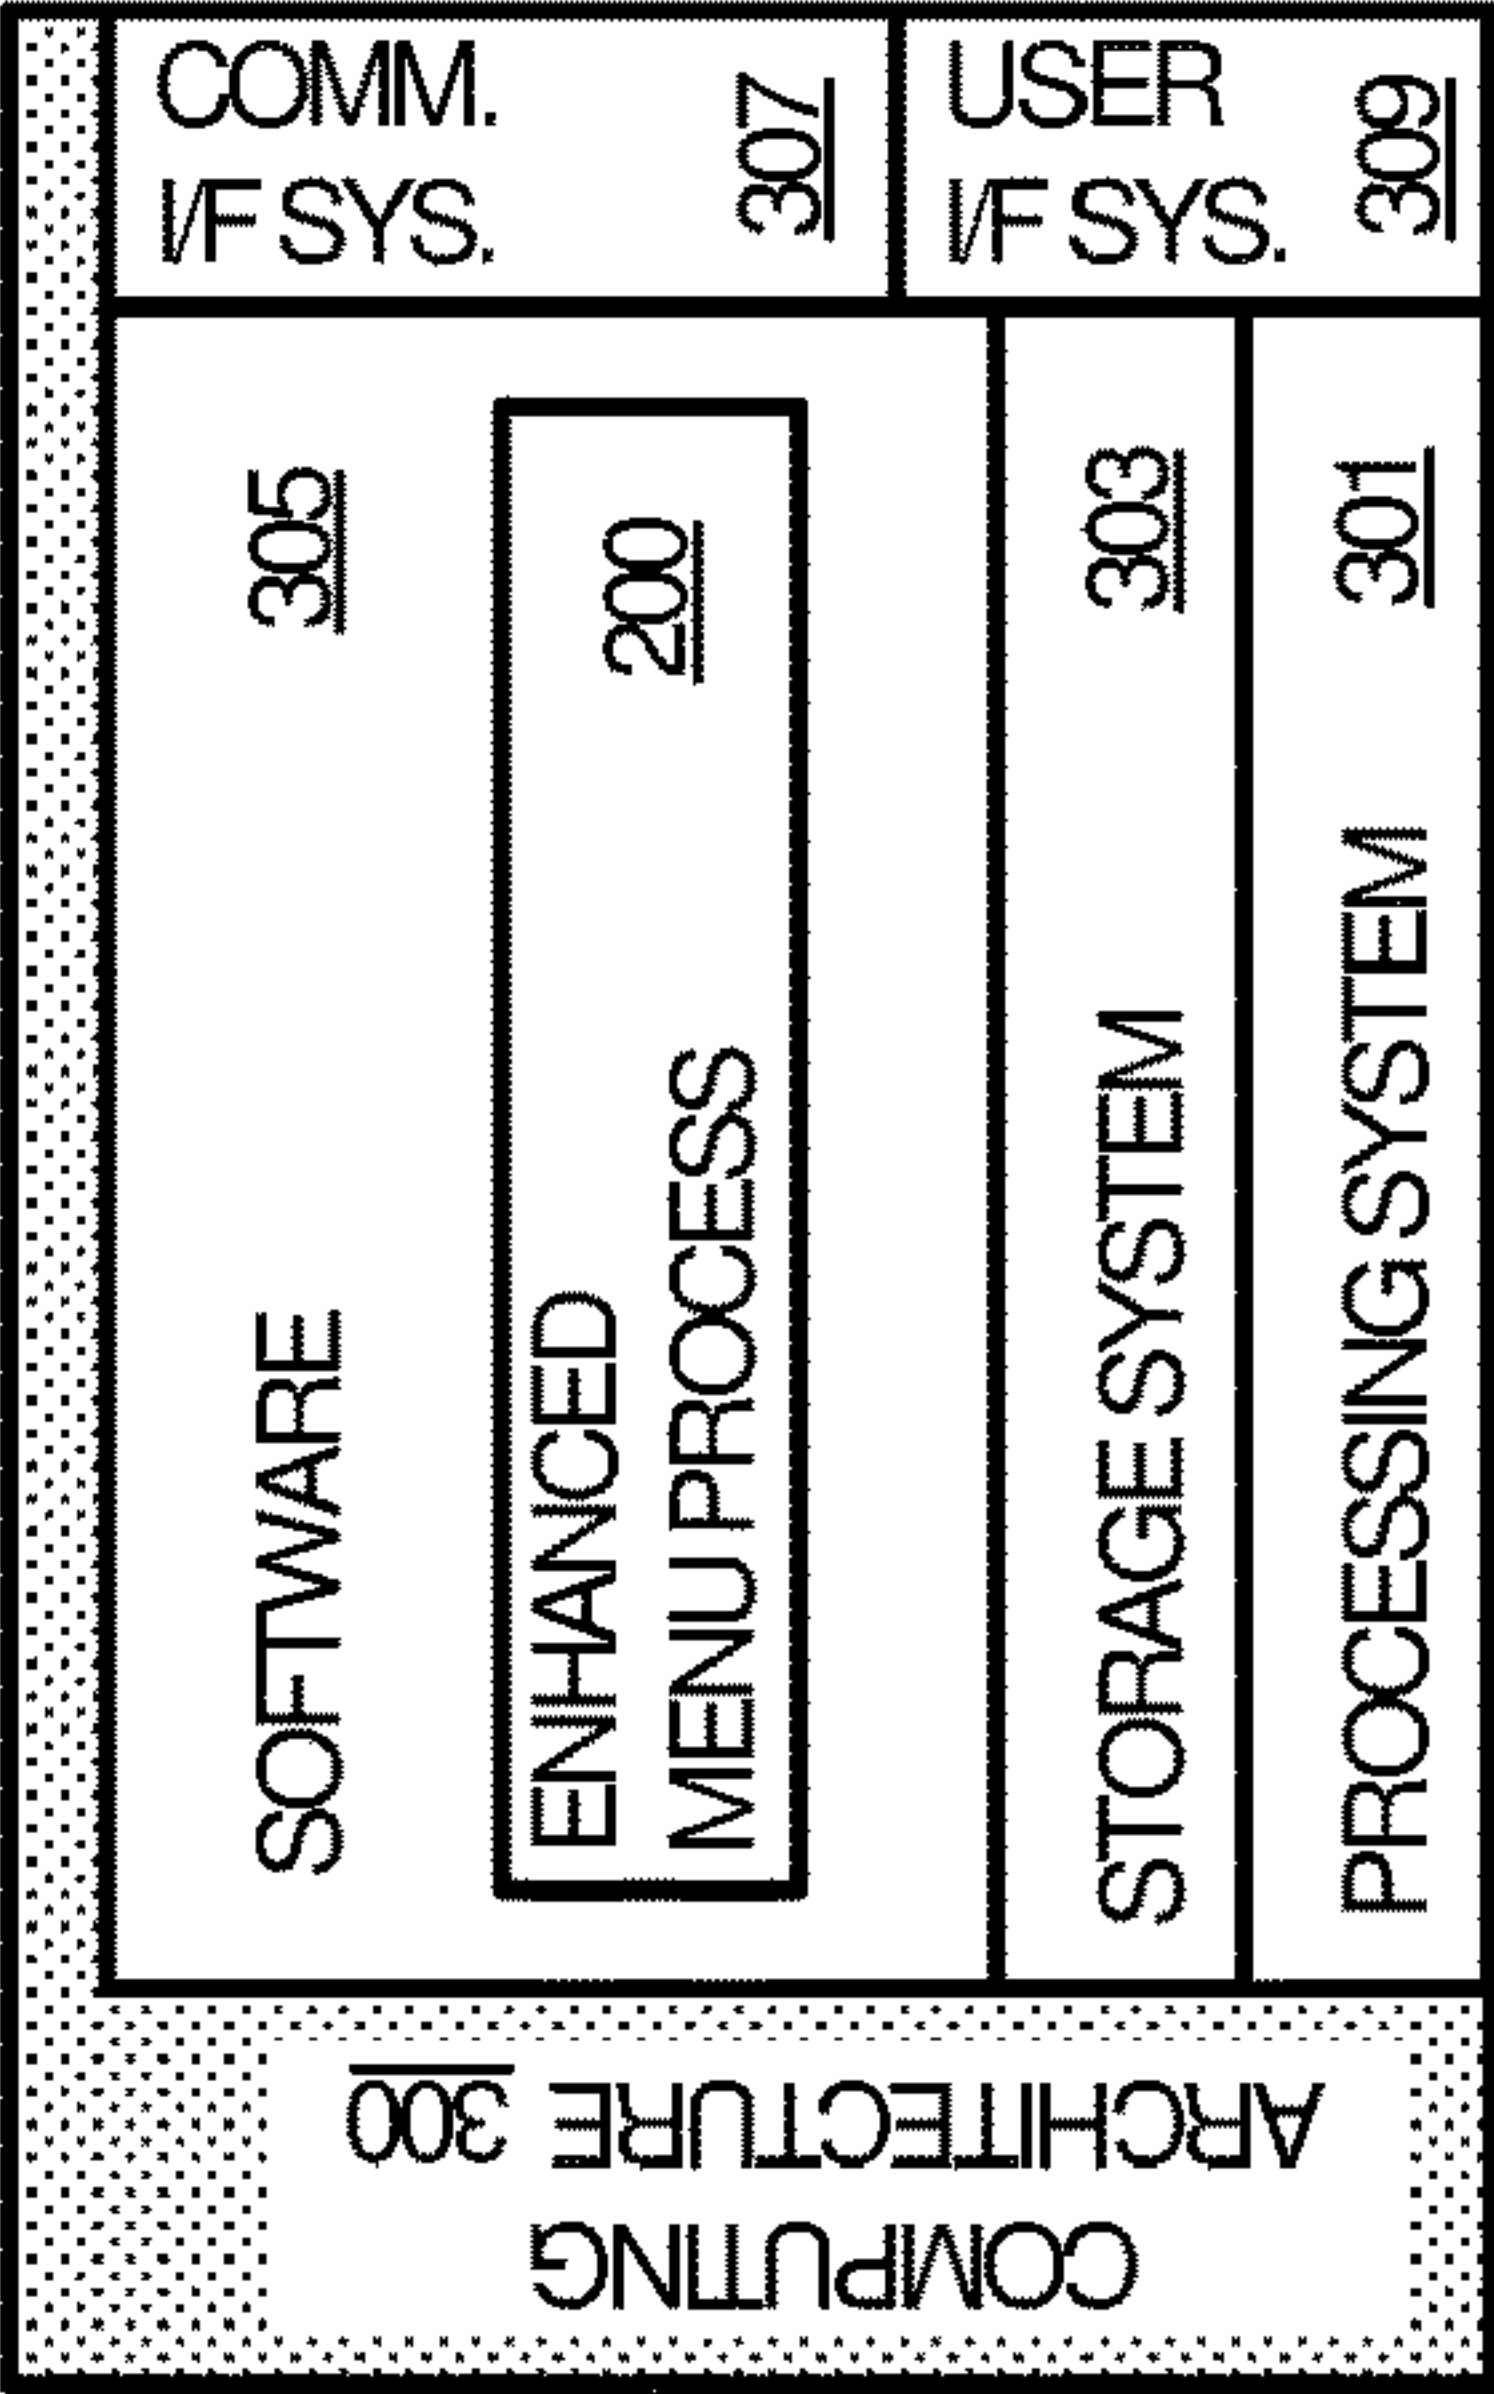 COMM.
I/F SYS.
307
USER
I/F SYS.
309
SOFTWARE
305
ENHANCED
MENU PROCESS
200
STORAGE SYSTEM
303
PROCESSING SYSTEM
301
COMPUTING
ARCHITECTURE 300